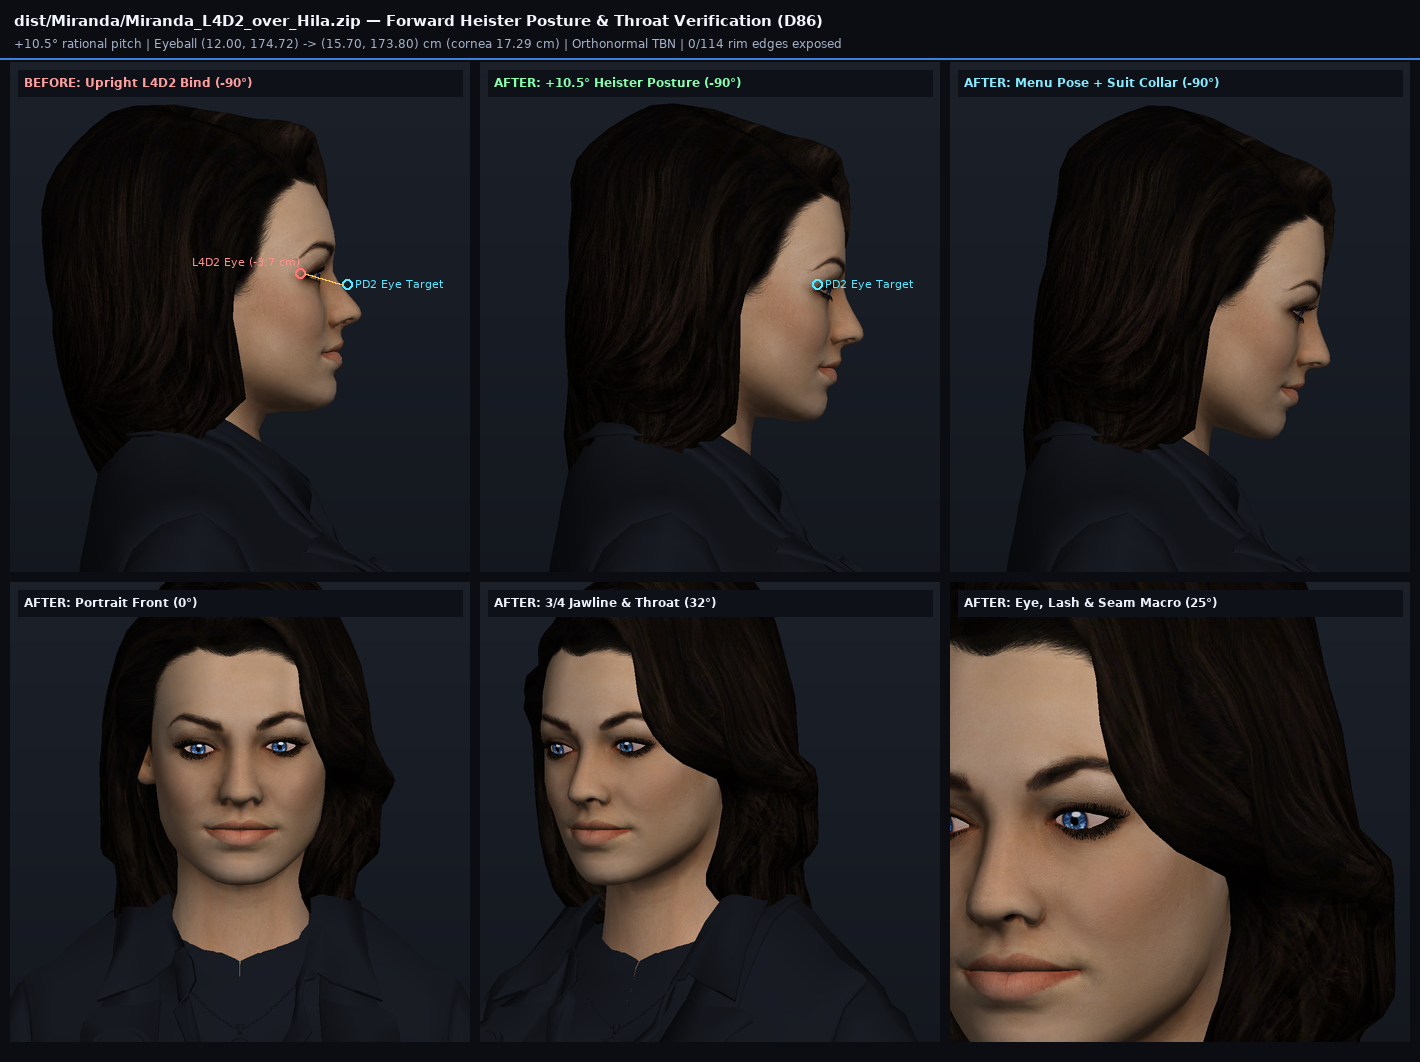 dist/Miranda/Miranda_L4D2_over_Hila.zip — Forward Heister Posture & Throat Verification (D86)
+10.5° rational pitch | Eyeball (12.00, 174.72) -> (15.70, 173.80) cm (cornea 17.29 cm) | Orthonormal TBN | 0/114 rim edges exposed
BEFORE: Upright L4D2 Bind (-90°)
L4D2 Eye (-3.7 cm)
PD2 Eye Target
AFTER: +10.5° Heister Posture (-90°)
PD2 Eye Target
AFTER: Menu Pose + Suit Collar (-90°)
AFTER: Portrait Front (0°)
AFTER: 3/4 Jawline & Throat (32°)
AFTER: Eye, Lash & Seam Macro (25°)